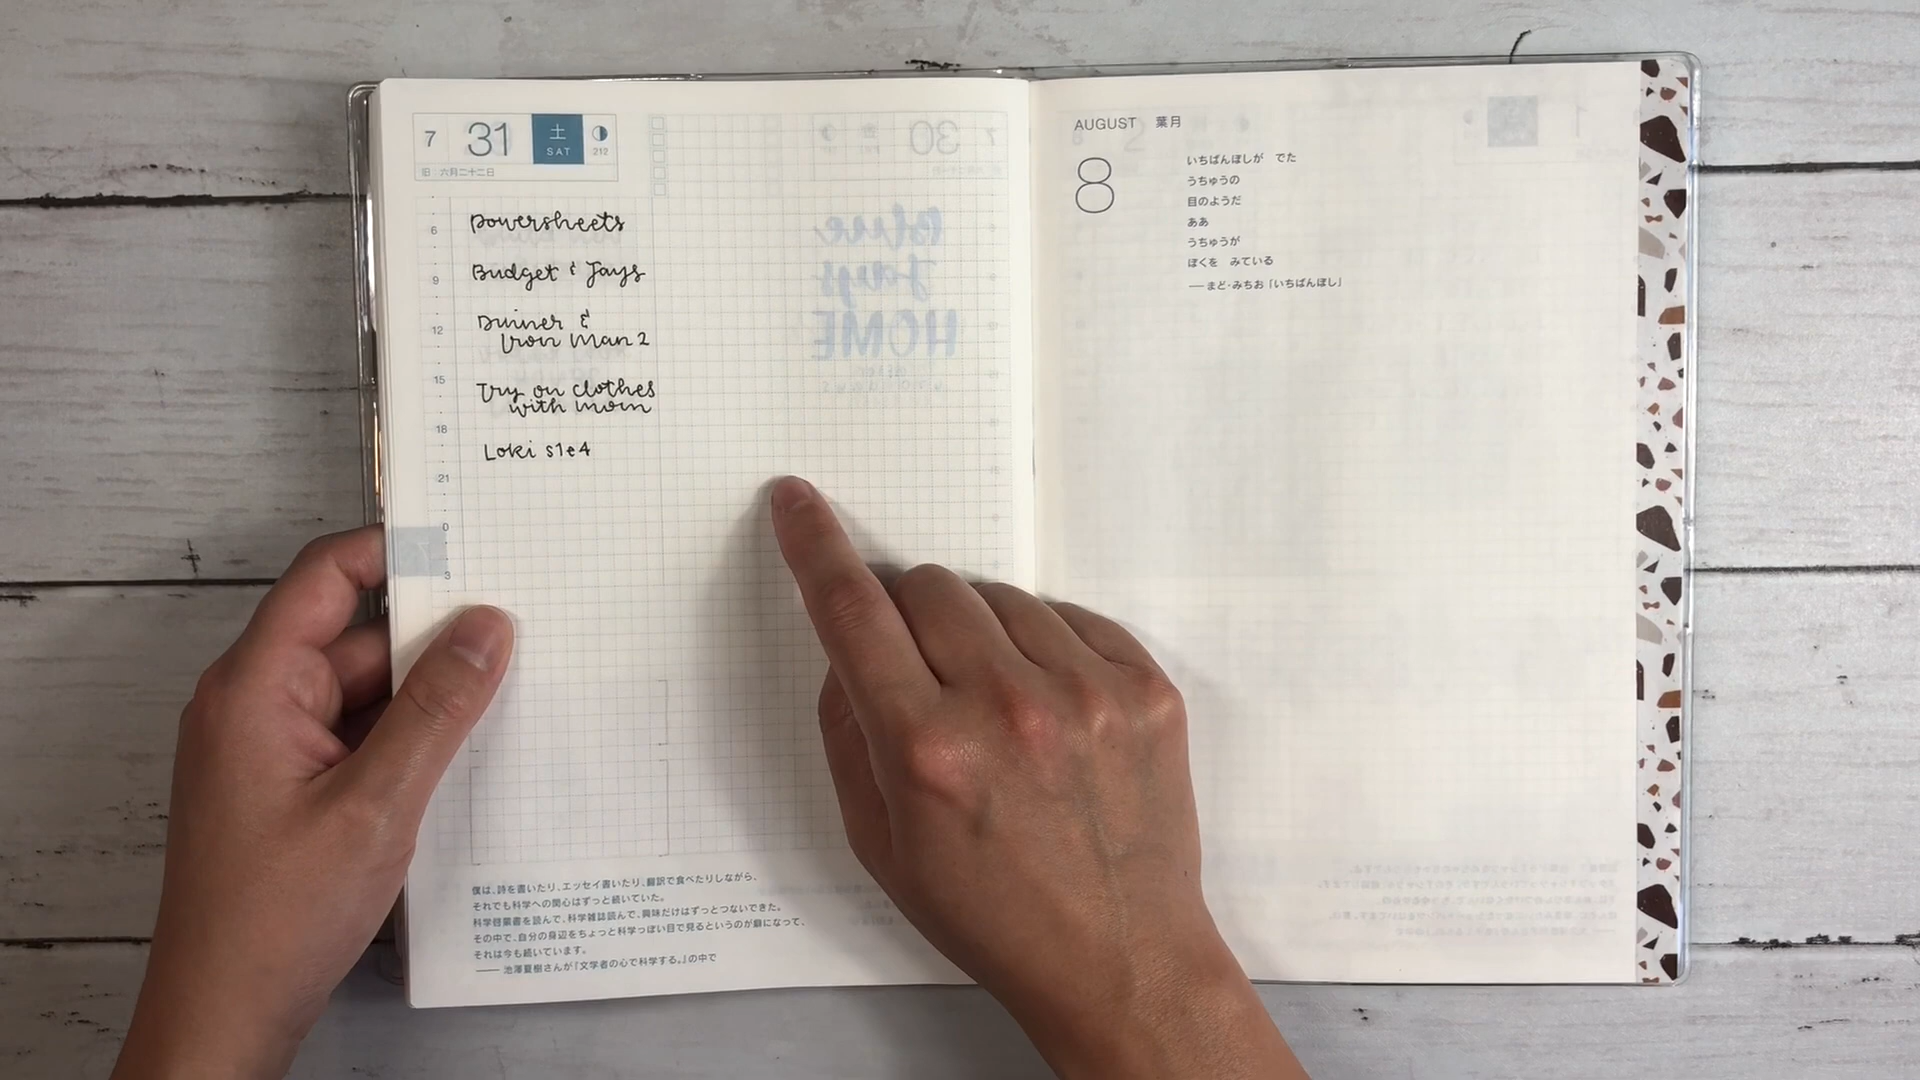 7 31 土 SAT 212
旧 六月二十二日
6
Powersheets
9
Budget & Jays
12
Dinner &
Iron Man 2
15
Try on clothes
with mom
18
Loki s1e4
21
0
7
3
僕は、詩を書いたり、エッセイ書いたり、翻訳で食べたりしながら、
それでも科学への関心はずっと続いていた。
科学啓蒙書を読んで、科学雑誌読んで、興味だけはずっとつないできた。
その中で、自分の身辺をちょっと科学っぽい目で見るというのが癖になって、
それは今も続いています。
—— 池澤夏樹さんが『文学者の心で科学する。』の中で
AUGUST 葉月
8
いちばんぼしが でた
うちゅうの
目のようだ
ああ
うちゅうが
ぼくを みている
——まど・みちお「いちばんぼし」
30
Blue
Jays
HOME